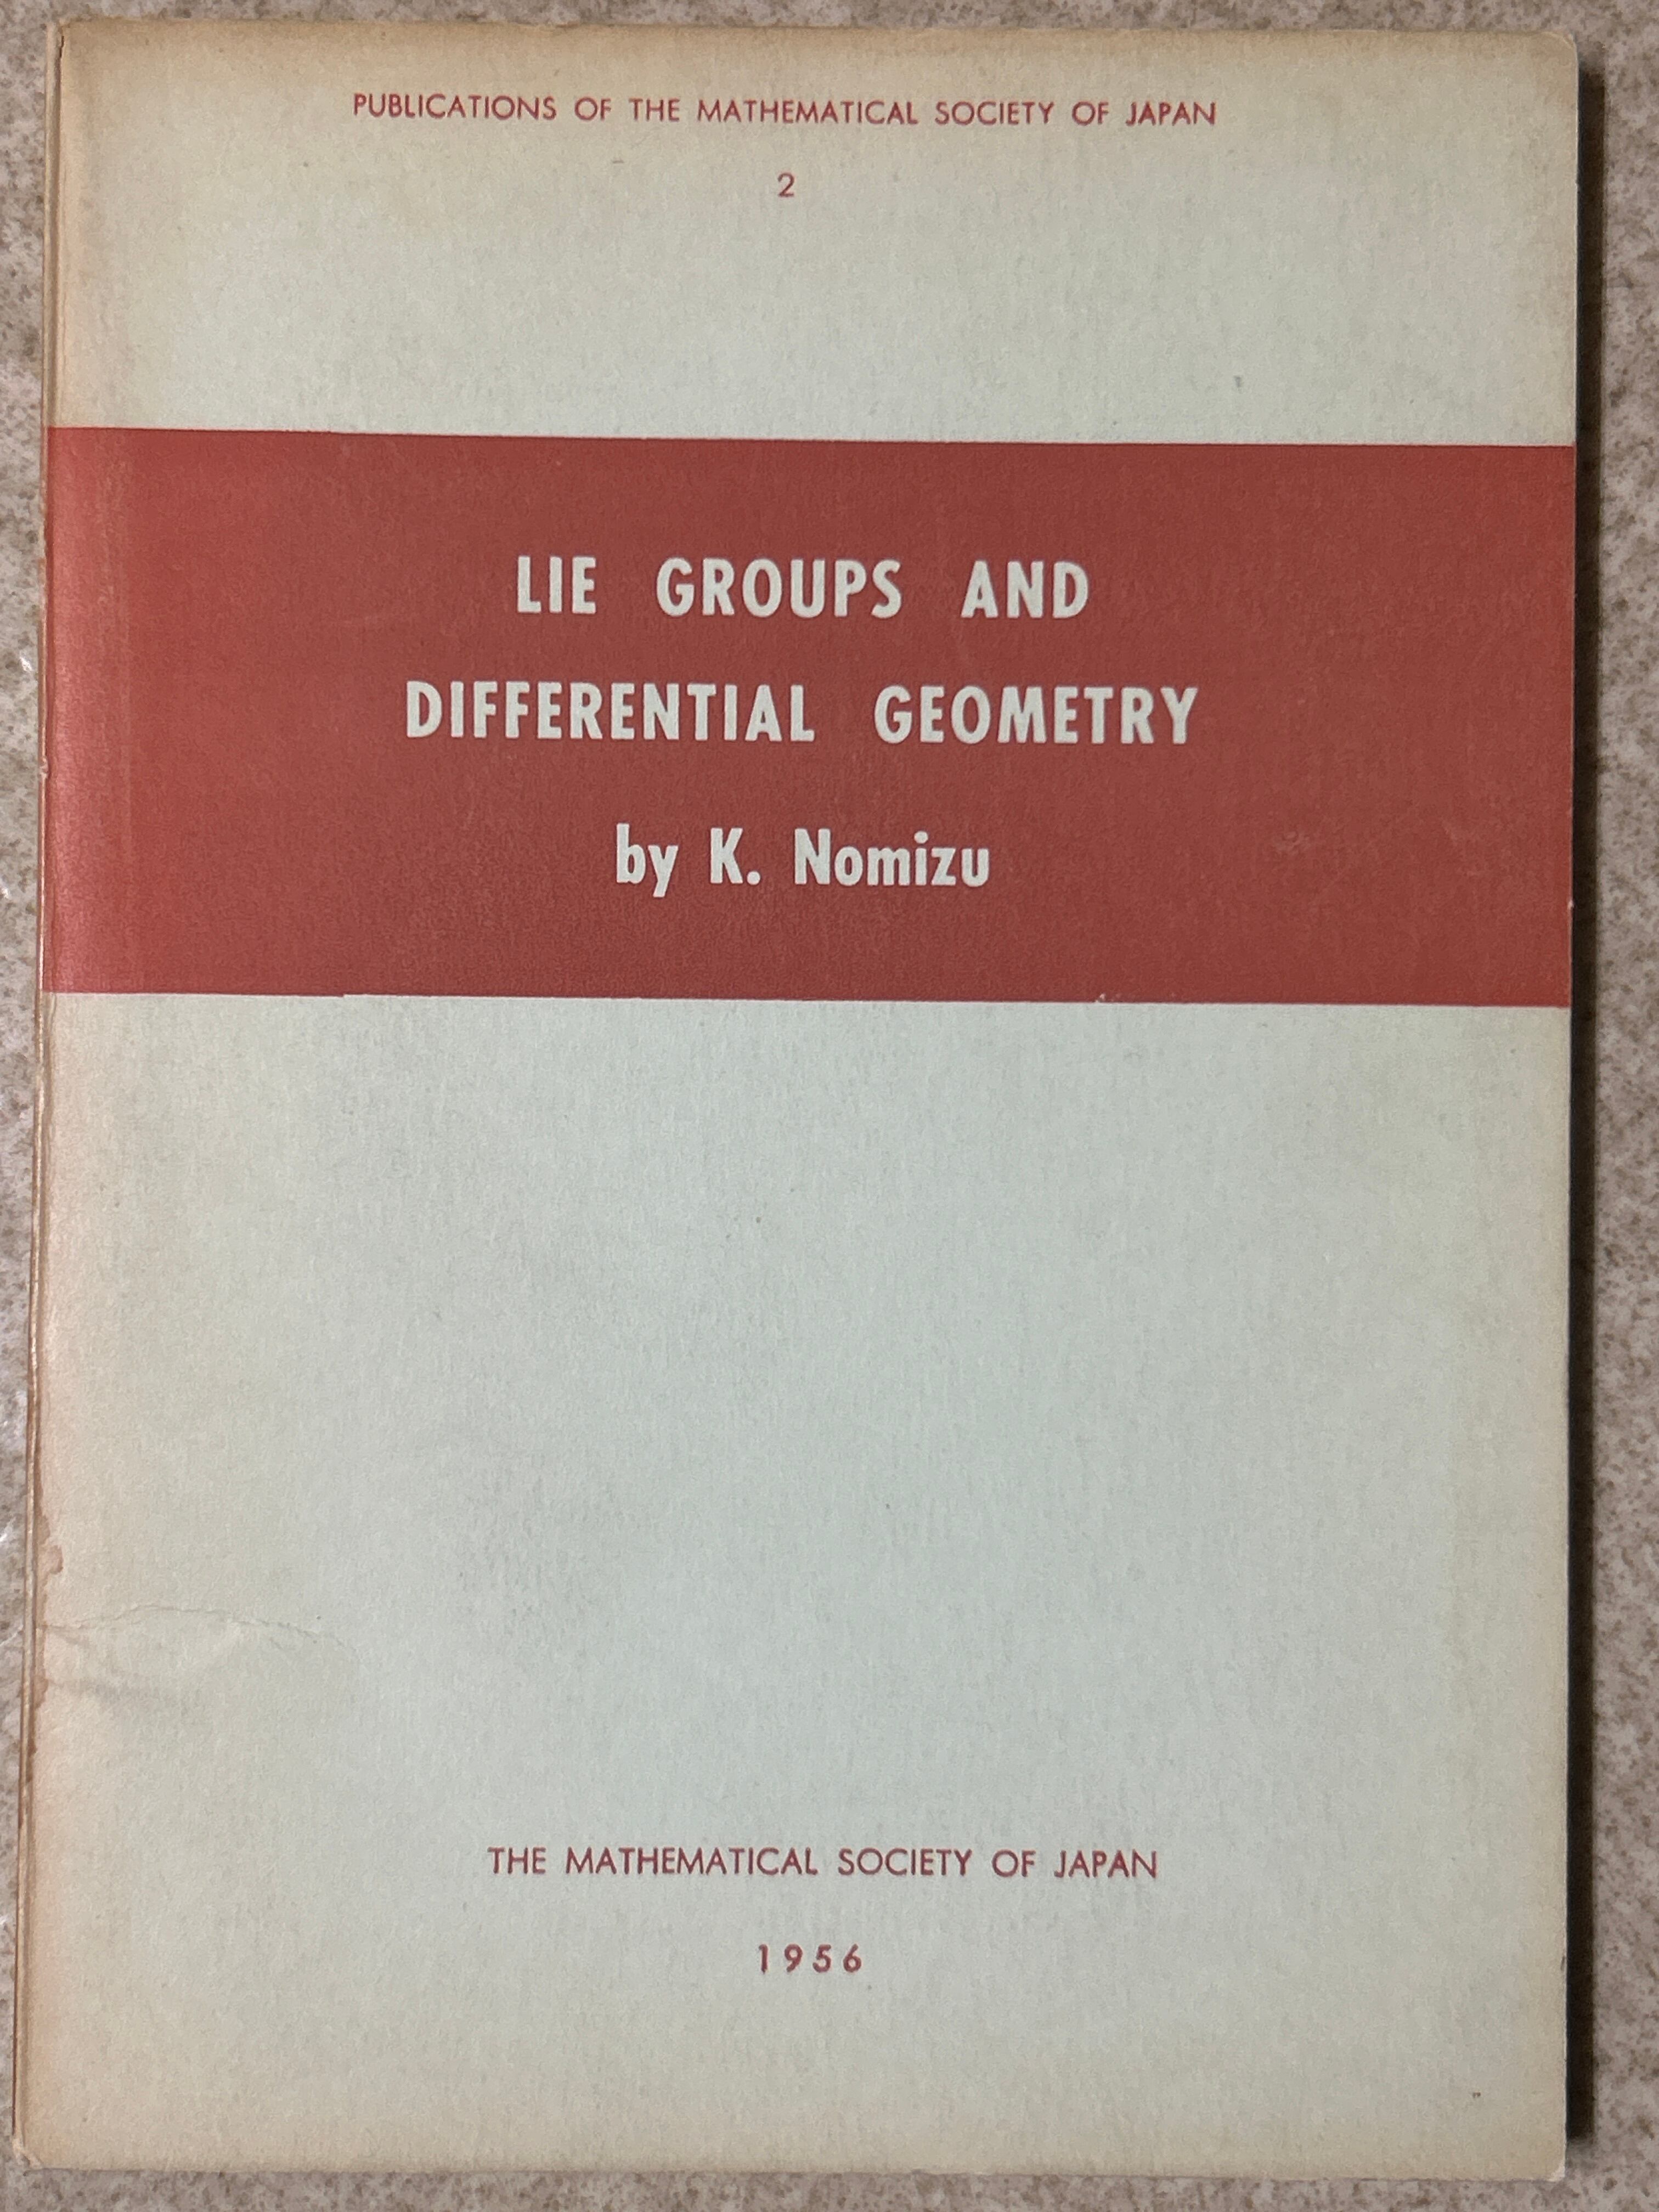 PUBLICATIONS OF THE MATHEMATICAL SOCIETY OF JAPAN
2
LIE GROUPS AND
DIFFERENTIAL GEOMETRY
by K. Nomizu
THE MATHEMATICAL SOCIETY OF JAPAN
1956